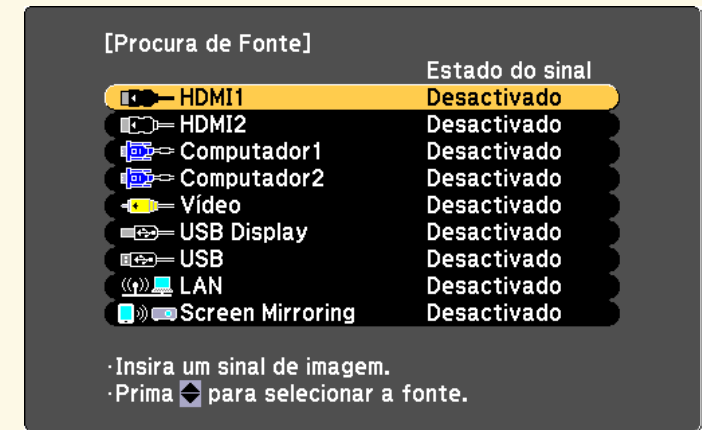 [Procura de Fonte]
Estado do sinal
HDMI1 Desactivado
HDMI2 Desactivado
Computador1 Desactivado
Computador2 Desactivado
Vídeo Desactivado
USB Display Desactivado
USB Desactivado
LAN Desactivado
Screen Mirroring Desactivado
·Insira um sinal de imagem.
·Prima para selecionar a fonte.